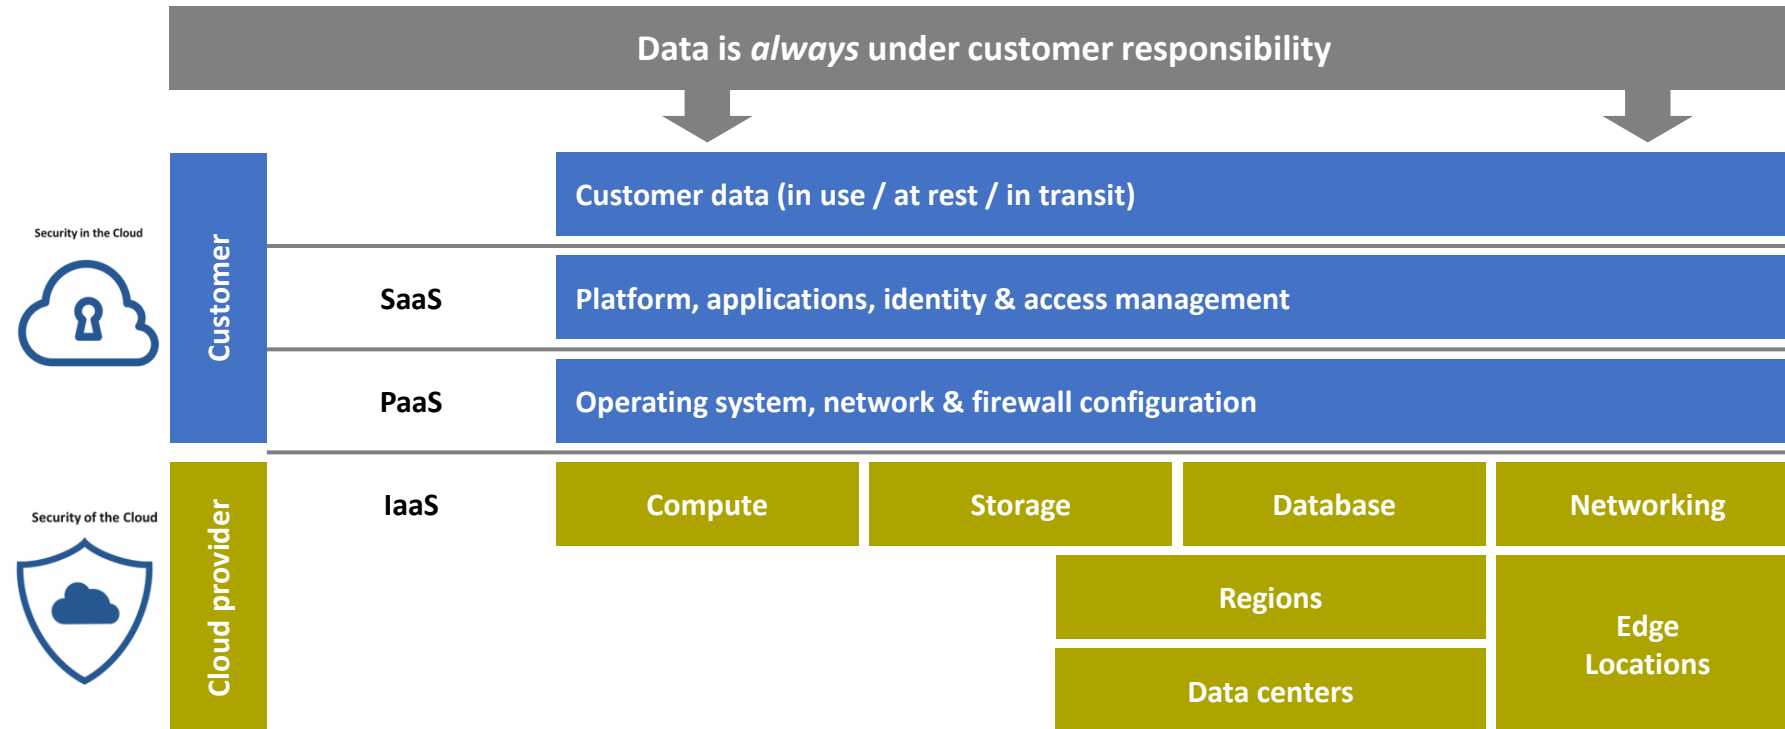 Data is always under customer responsibility
Security in the Cloud
Customer
Customer data (in use / at rest / in transit)
SaaS
Platform, applications, identity & access management
PaaS
Operating system, network & firewall configuration
Security of the Cloud
Cloud provider
IaaS
Compute
Storage
Database
Networking
Regions
Edge
Locations
Data centers